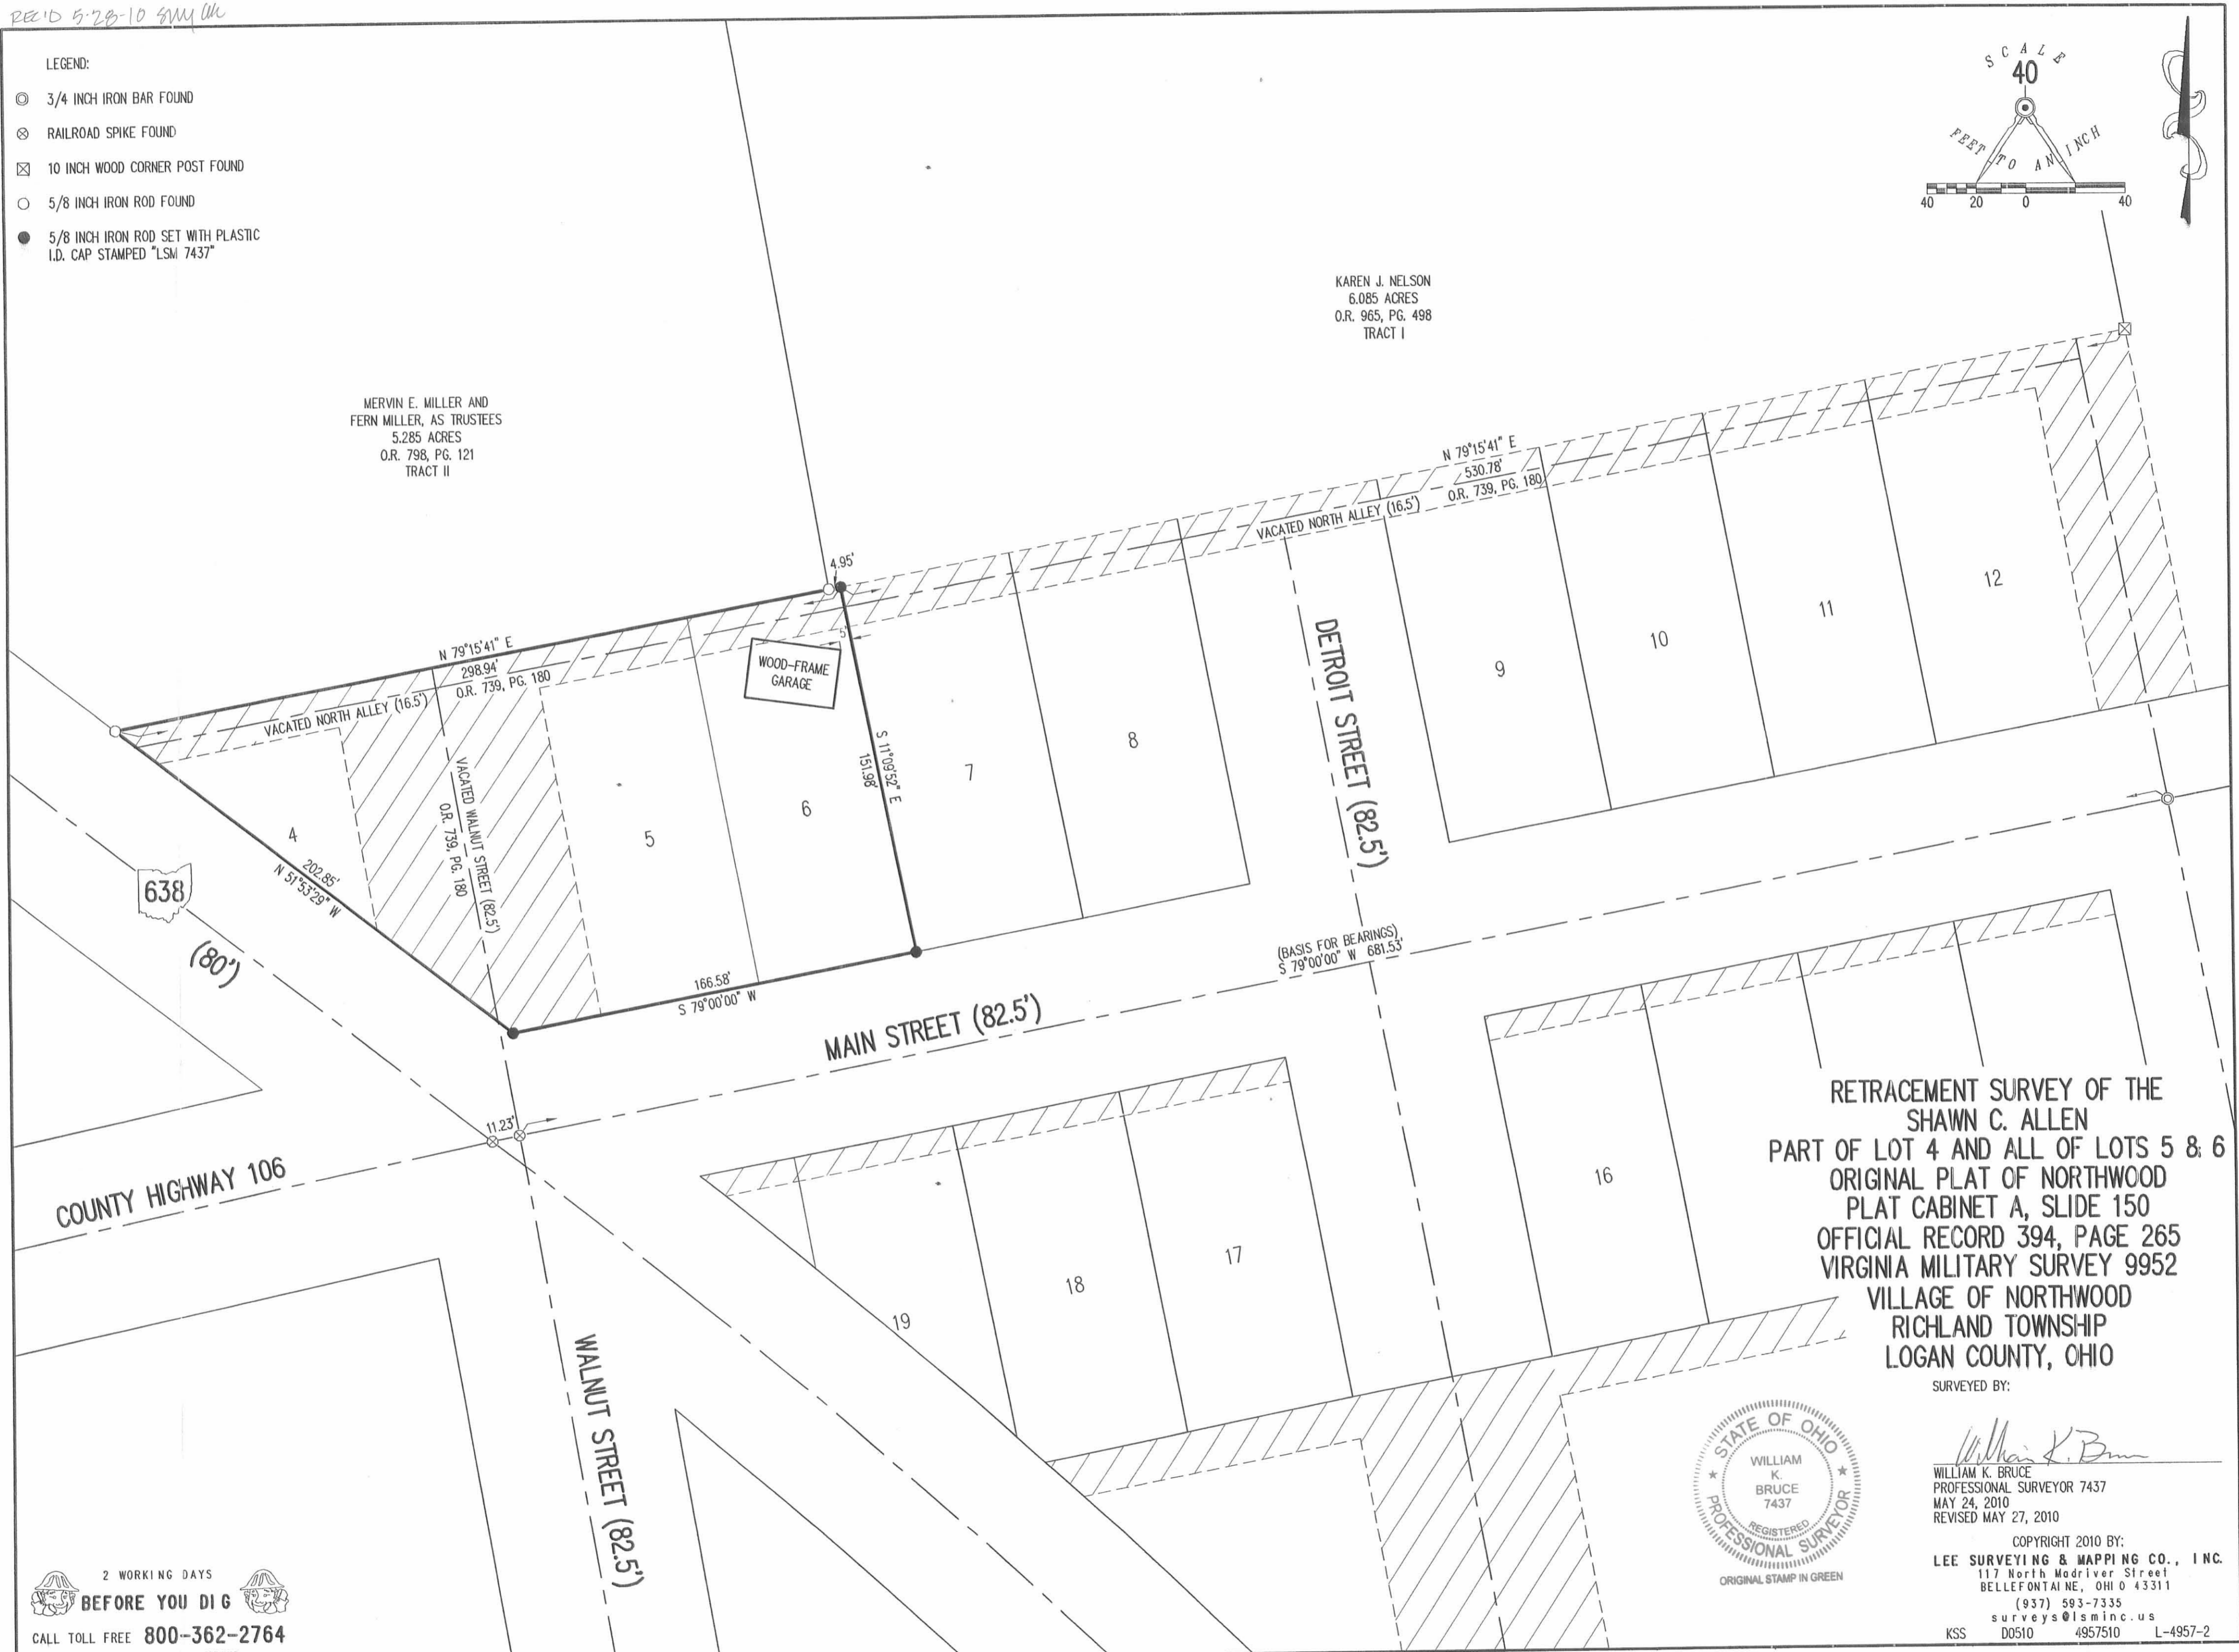 REC'D 5-28-10
LEGEND:
3/4 INCH IRON BAR FOUND
RAILROAD SPIKE FOUND
10 INCH WOOD CORNER POST FOUND
5/8 INCH IRON ROD FOUND
5/8 INCH IRON ROD SET WITH PLASTIC
I.D. CAP STAMPED "LSM 7437"
SCALE
40
FEET TO AN INCH
40 20 0 40
KAREN J. NELSON
6.085 ACRES
O.R. 965, PG. 498
TRACT I
MERVIN E. MILLER AND
FERN MILLER, AS TRUSTEES
5.285 ACRES
O.R. 798, PG. 121
TRACT II
N 79°15'41" E
530.78'
O.R. 739, PG. 180
VACATED NORTH ALLEY (16.5')
4.95'
5'
N 79°15'41" E
298.94'
O.R. 739, PG. 180
VACATED NORTH ALLEY (16.5')
WOOD-FRAME
GARAGE
VACATED WALNUT STREET (82.5')
O.R. 739, PG. 180
S 11°09'52" E
151.98'
4
5
6
7
8
9
10
11
12
DETROIT STREET (82.5')
202.85'
N 51°53'29" W
638
(80')
166.58'
S 79°00'00" W
(BASIS FOR BEARINGS)
S 79°00'00" W 681.53'
MAIN STREET (82.5')
11.23'
COUNTY HIGHWAY 106
WALNUT STREET (82.5')
19
18
17
16
RETRACEMENT SURVEY OF THE
SHAWN C. ALLEN
PART OF LOT 4 AND ALL OF LOTS 5 & 6
ORIGINAL PLAT OF NORTHWOOD
PLAT CABINET A, SLIDE 150
OFFICIAL RECORD 394, PAGE 265
VIRGINIA MILITARY SURVEY 9952
VILLAGE OF NORTHWOOD
RICHLAND TOWNSHIP
LOGAN COUNTY, OHIO
SURVEYED BY:
William K. Bruce
WILLIAM K. BRUCE
PROFESSIONAL SURVEYOR 7437
MAY 24, 2010
REVISED MAY 27, 2010
STATE OF OHIO
WILLIAM
K.
BRUCE
7437
REGISTERED
PROFESSIONAL SURVEYOR
ORIGINAL STAMP IN GREEN
COPYRIGHT 2010 BY:
LEE SURVEYING & MAPPING CO., INC.
117 North Madriver Street
BELLEFONTAINE, OHIO 43311
(937) 593-7335
surveys@lsminc.us
KSS D0510 4957510 L-4957-2
2 WORKING DAYS
BEFORE YOU DIG
CALL TOLL FREE 800-362-2764